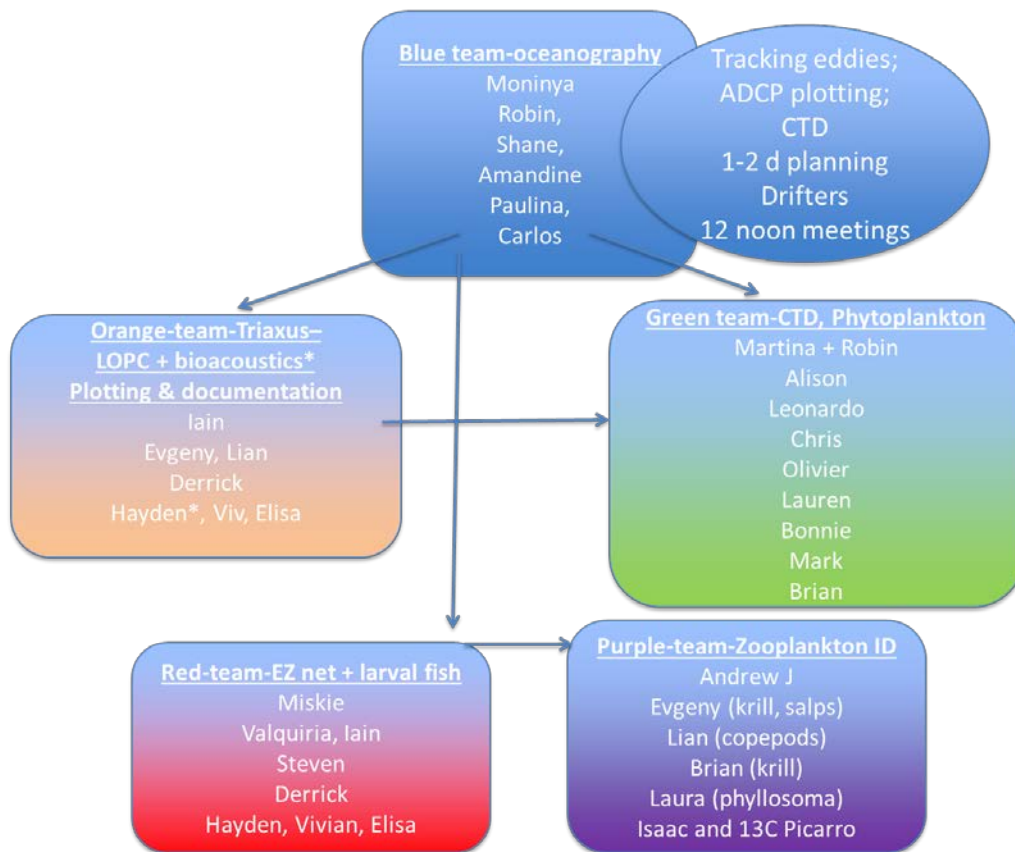 Blue team-oceanography
Moninya
Robin,
Shane,
Amandine
Paulina,
Carlos
Tracking eddies;
ADCP plotting;
CTD
1-2 d planning
Drifters
12 noon meetings
Orange-team-Triaxus–
LOPC + bioacoustics*
Plotting & documentation
Iain
Evgeny, Lian
Derrick
Hayden*, Viv, Elisa
Green team-CTD, Phytoplankton
Martina + Robin
Alison
Leonardo
Chris
Olivier
Lauren
Bonnie
Mark
Brian
Red-team-EZ net + larval fish
Miskie
Valquiria, Iain
Steven
Derrick
Hayden, Vivian, Elisa
Purple-team-Zooplankton ID
Andrew J
Evgeny (krill, salps)
Lian (copepods)
Brian (krill)
Laura (phyllosoma)
Isaac and 13C Picarro